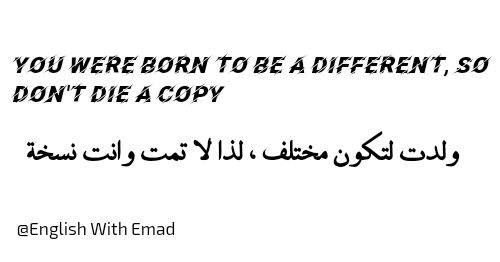 YOU WERE BORN TO BE A DIFFERENT, SO
DON'T DIE A COPY
ولدت لتكون مختلف ، لذا لا تمت وانت نسخة
@English With Emad